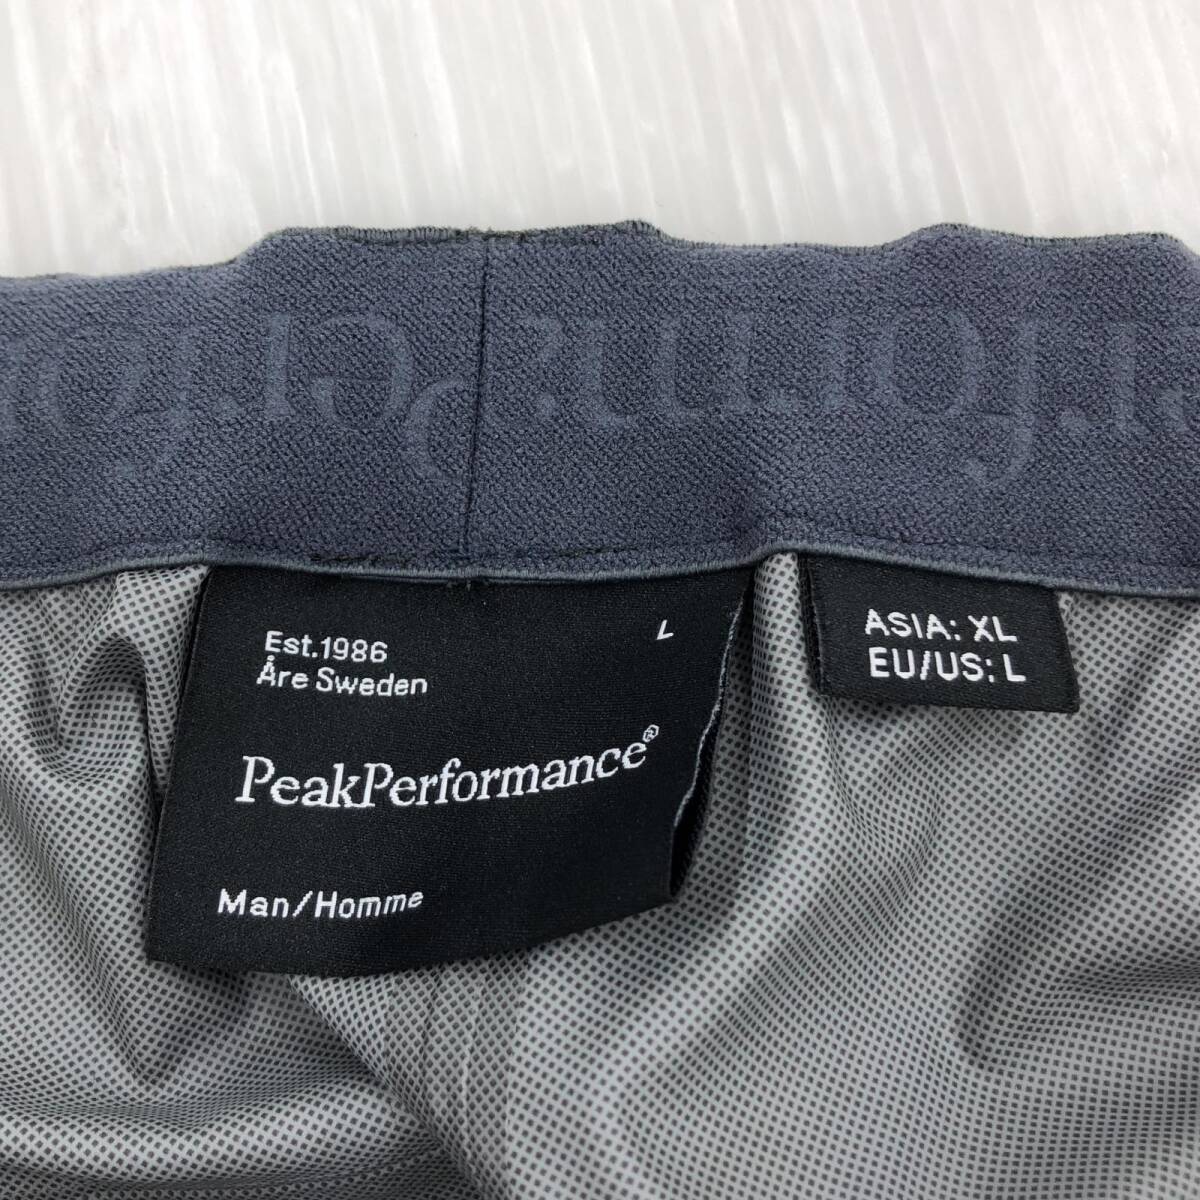 Est.1986
Åre Sweden
L
PeakPerformance®
Man/Homme
ASIA: XL
EU/US: L